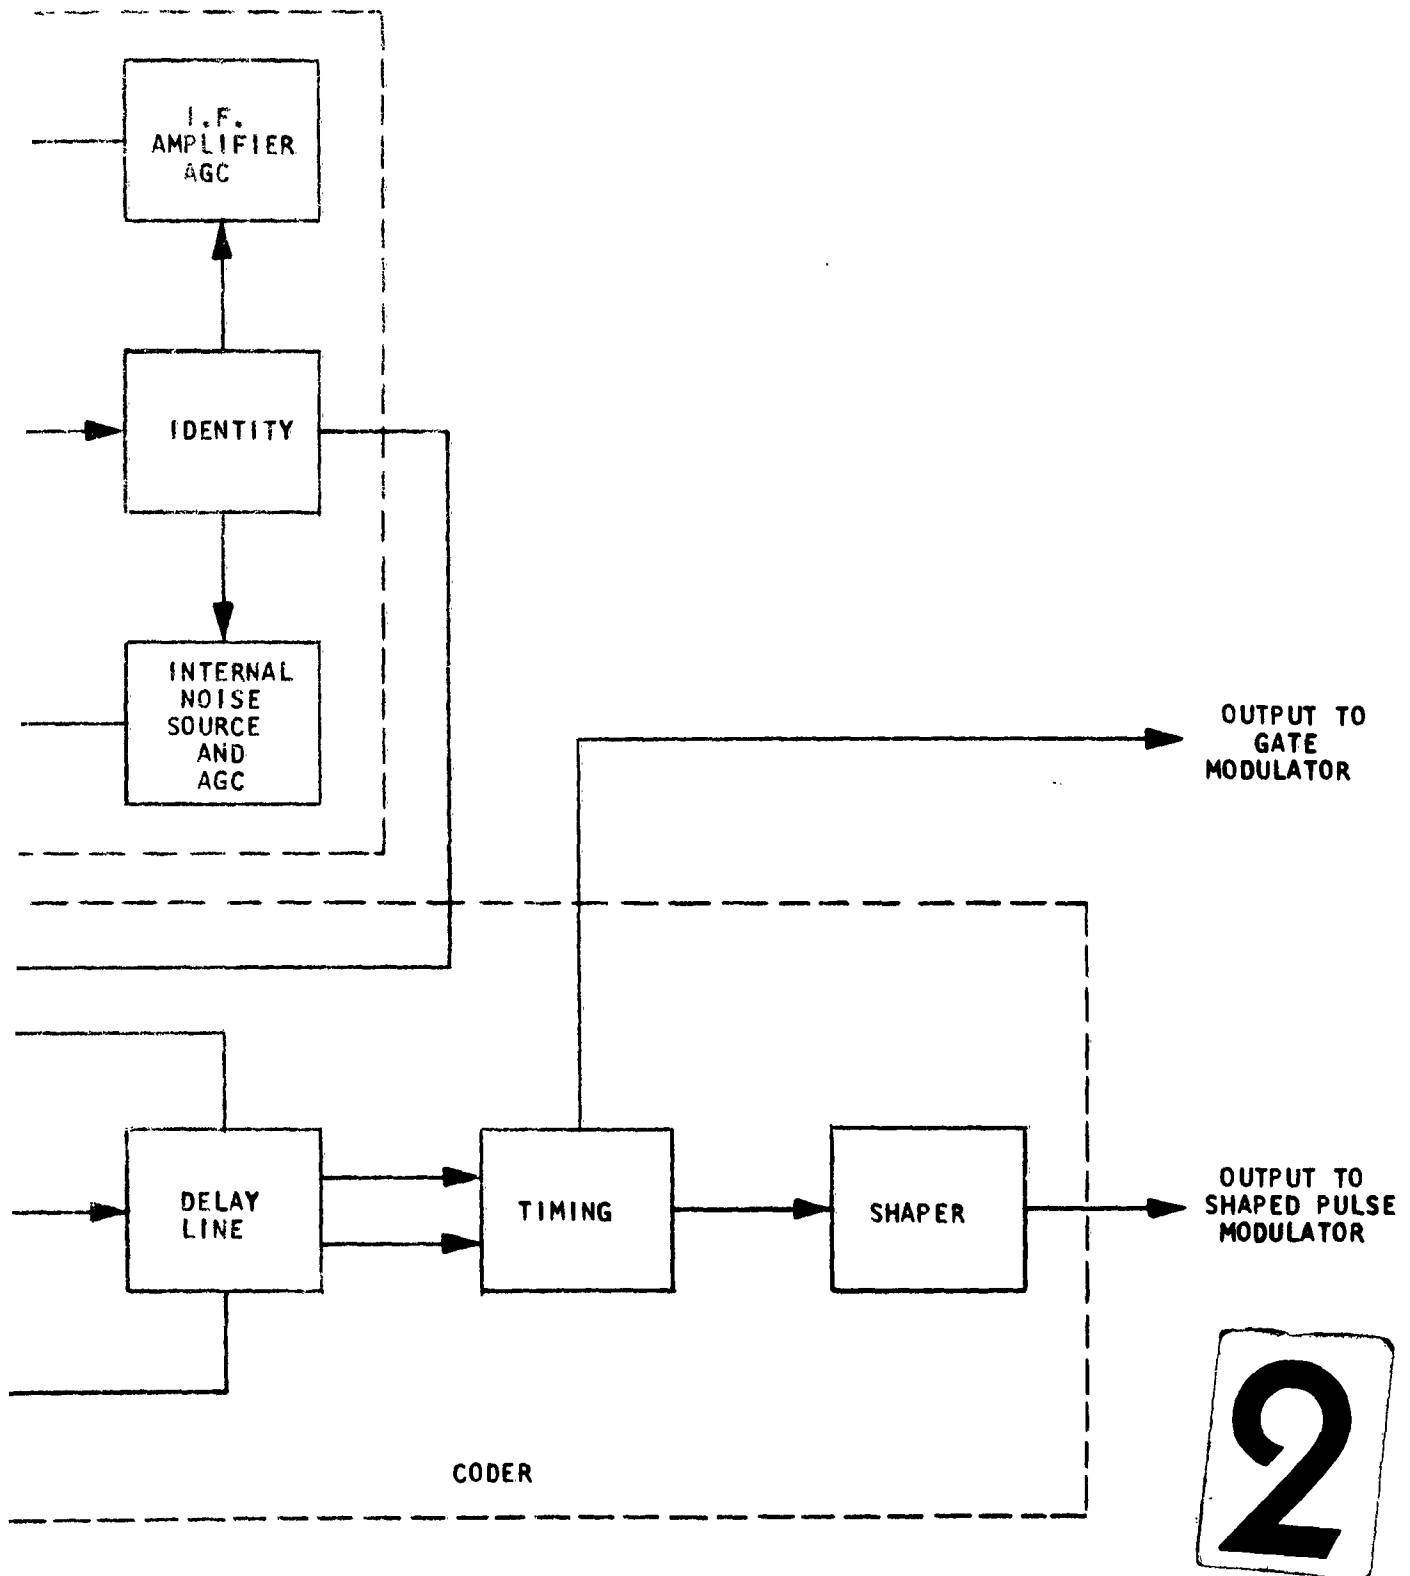 I.F.
AMPLIFIER
AGC
IDENTITY
INTERNAL
NOISE
SOURCE
AND
AGC
OUTPUT TO
GATE
MODULATOR
DELAY
LINE
TIMING
SHAPER
OUTPUT TO
SHAPED PULSE
MODULATOR
CODER
2